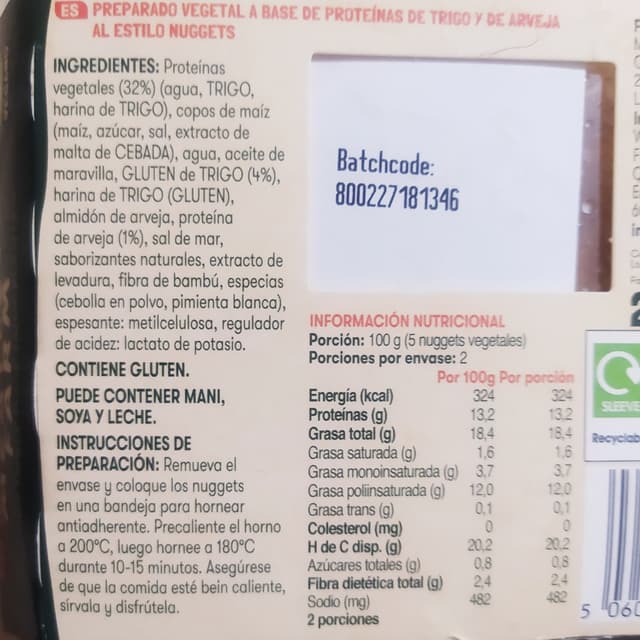 ES PREPARADO VEGETAL A BASE DE PROTEÍNAS DE TRIGO Y DE ARVEJA
AL ESTILO NUGGETS
INGREDIENTES: Proteínas
vegetales (32%) (agua, TRIGO,
harina de TRIGO), copos de maíz
(maíz, azúcar, sal, extracto de
malta de CEBADA), agua, aceite de
maravilla, GLUTEN de TRIGO (4%),
harina de TRIGO (GLUTEN),
almidón de arveja, proteína
de arveja (1%), sal de mar,
saborizantes naturales, extracto de
levadura, fibra de bambú, especias
(cebolla en polvo, pimienta blanca),
espesante: metilcelulosa, regulador
de acidez: lactato de potasio.
CONTIENE GLUTEN.
PUEDE CONTENER MANI,
SOYA Y LECHE.
INSTRUCCIONES DE
PREPARACIÓN: Remueva el
envase y coloque los nuggets
en una bandeja para hornear
antiadherente. Precaliente el horno
a 200°C, luego hornee a 180°C
durante 10-15 minutos. Asegúrese
de que la comida esté bein caliente,
sírvala y disfrútela.
Batchcode:
800227181346
INFORMACIÓN NUTRICIONAL
Porción: 100 g (5 nuggets vegetales)
Porciones por envase: 2
Por 100g Por porción
Energía (kcal) 324 324
Proteínas (g) 13,2 13,2
Grasa total (g) 18,4 18,4
Grasa saturada (g) 1,6 1,6
Grasa monoinsaturada (g) 3,7 3,7
Grasa poliinsaturada (g) 12,0 12,0
Grasa trans (g) 0,1 0,1
Colesterol (mg) 0 0
H de C disp. (g) 20,2 20,2
Azúcares totales (g) 0,8 0,8
Fibra dietética total (g) 2,4 2,4
Sodio (mg) 482 482
2 porciones
SLEEVE
Recyclab
5 060